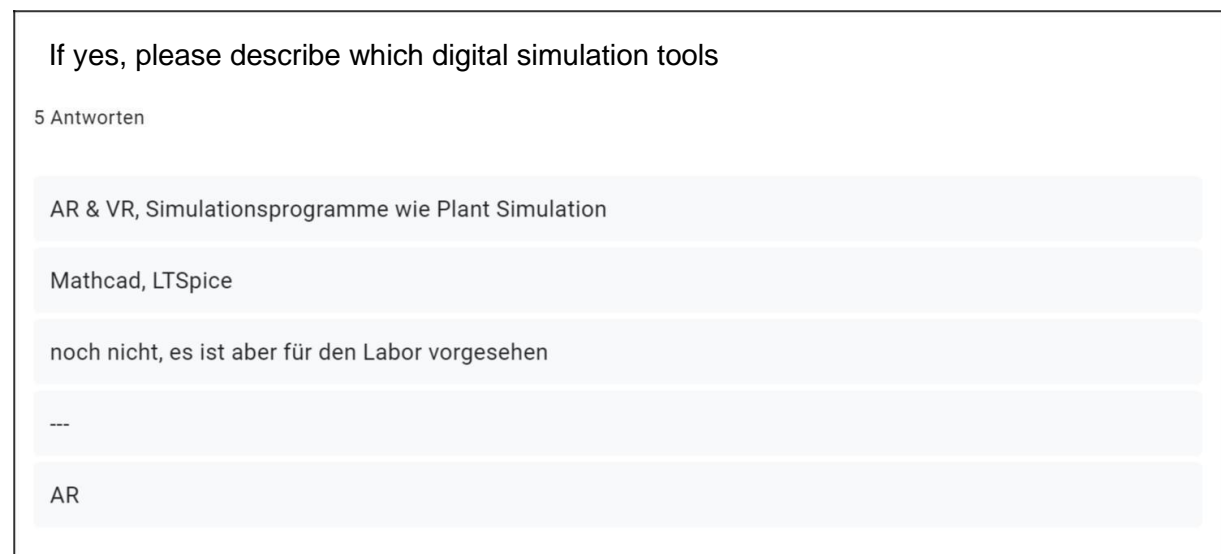 If yes, please describe which digital simulation tools
5 Antworten
AR & VR, Simulationsprogramme wie Plant Simulation
Mathcad, LTSpice
noch nicht, es ist aber für den Labor vorgesehen
---
AR